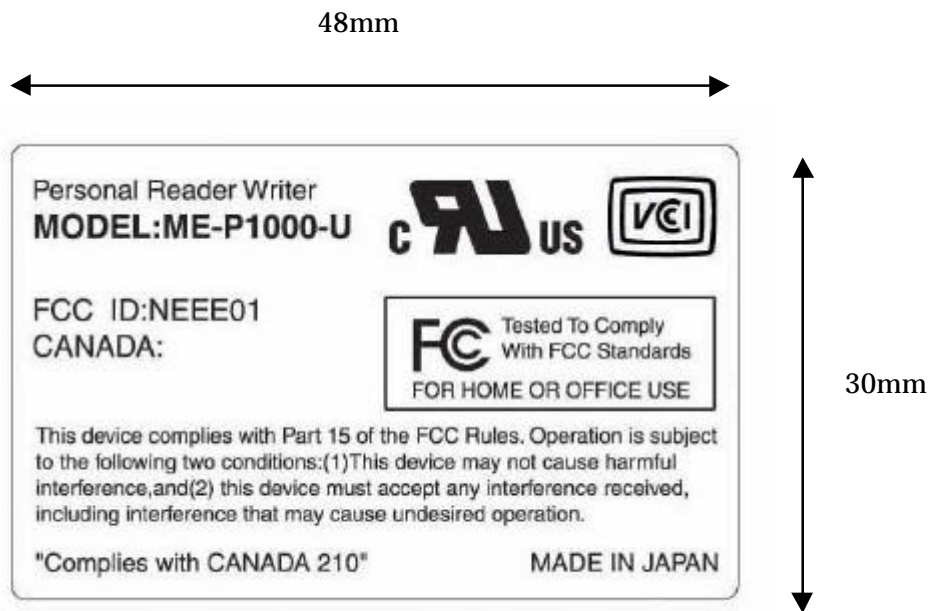 48mm
Personal Reader Writer
MODEL:ME-P1000-U
C RU US
VCI
FCC ID:NEEE01
CANADA:
FC Tested To Comply
With FCC Standards
FOR HOME OR OFFICE USE
30mm
This device complies with Part 15 of the FCC Rules. Operation is subject
to the following two conditions:(1)This device may not cause harmful
interference,and(2) this device must accept any interference received,
including interference that may cause undesired operation.
"Complies with CANADA 210"
MADE IN JAPAN